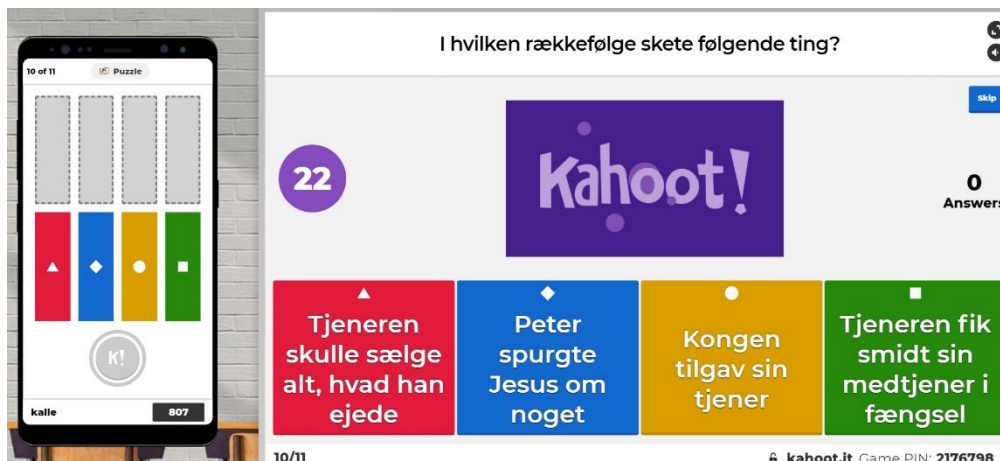 10 of 11
Puzzle
K!
kalle
807
I hvilken rækkefølge skete følgende ting?
Skip
22
Kahoot!
0
Answers
Tjeneren
skulle sælge
alt, hvad han
ejede
Peter
spurgte
Jesus om
noget
Kongen
tilgav sin
tjener
Tjeneren fik
smidt sin
medtjener i
fængsel
10/11
kahoot.it Game PIN: 2176798